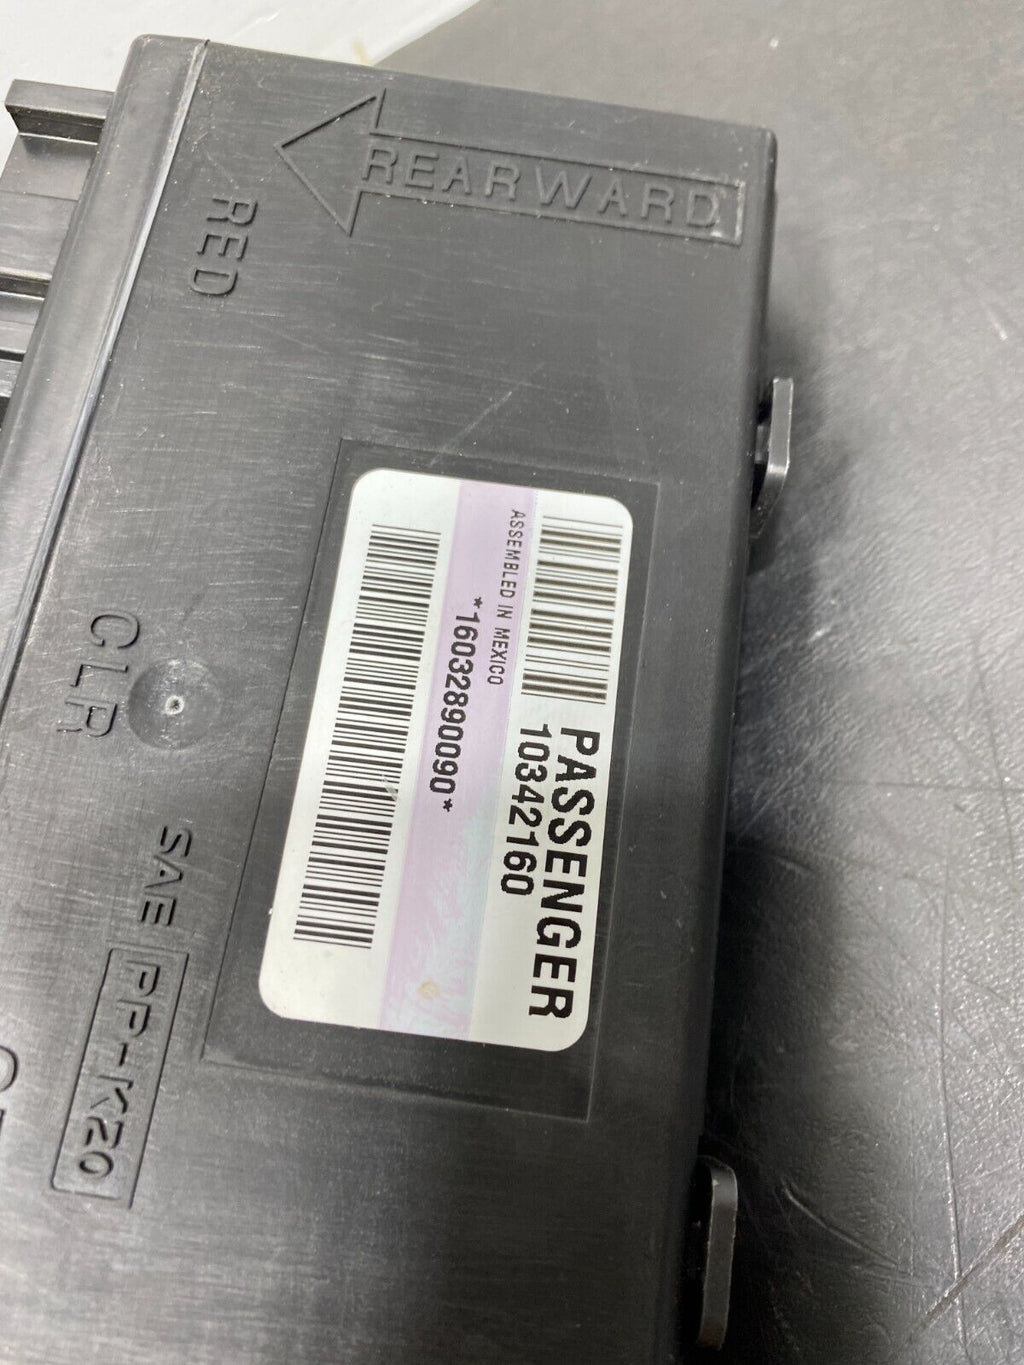 REARWARD
RED
CLR
SAE PP-K20
PASSENGER
10342160
ASSEMBLED IN MEXICO
*16032890090*